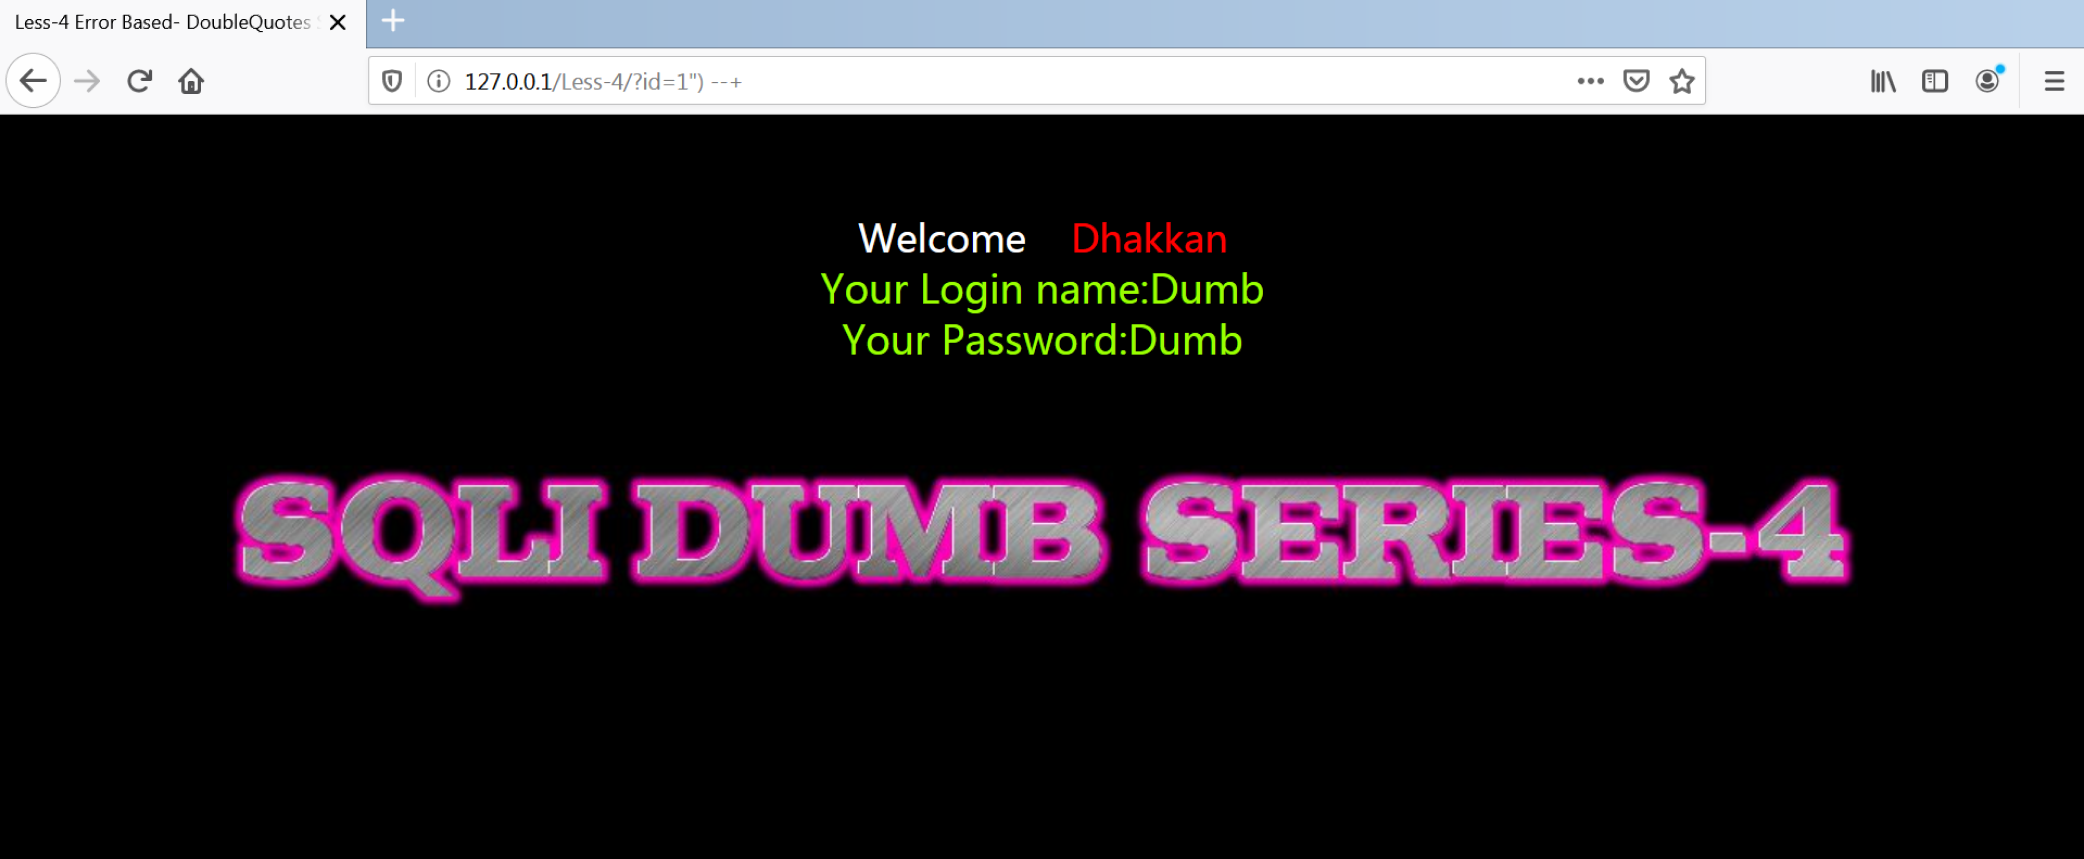 Less-4 Error Based- DoubleQuotes
127.0.0.1/Less-4/?id=1") --+
Welcome Dhakkan
Your Login name:Dumb
Your Password:Dumb
SQLI DUMB SERIES-4